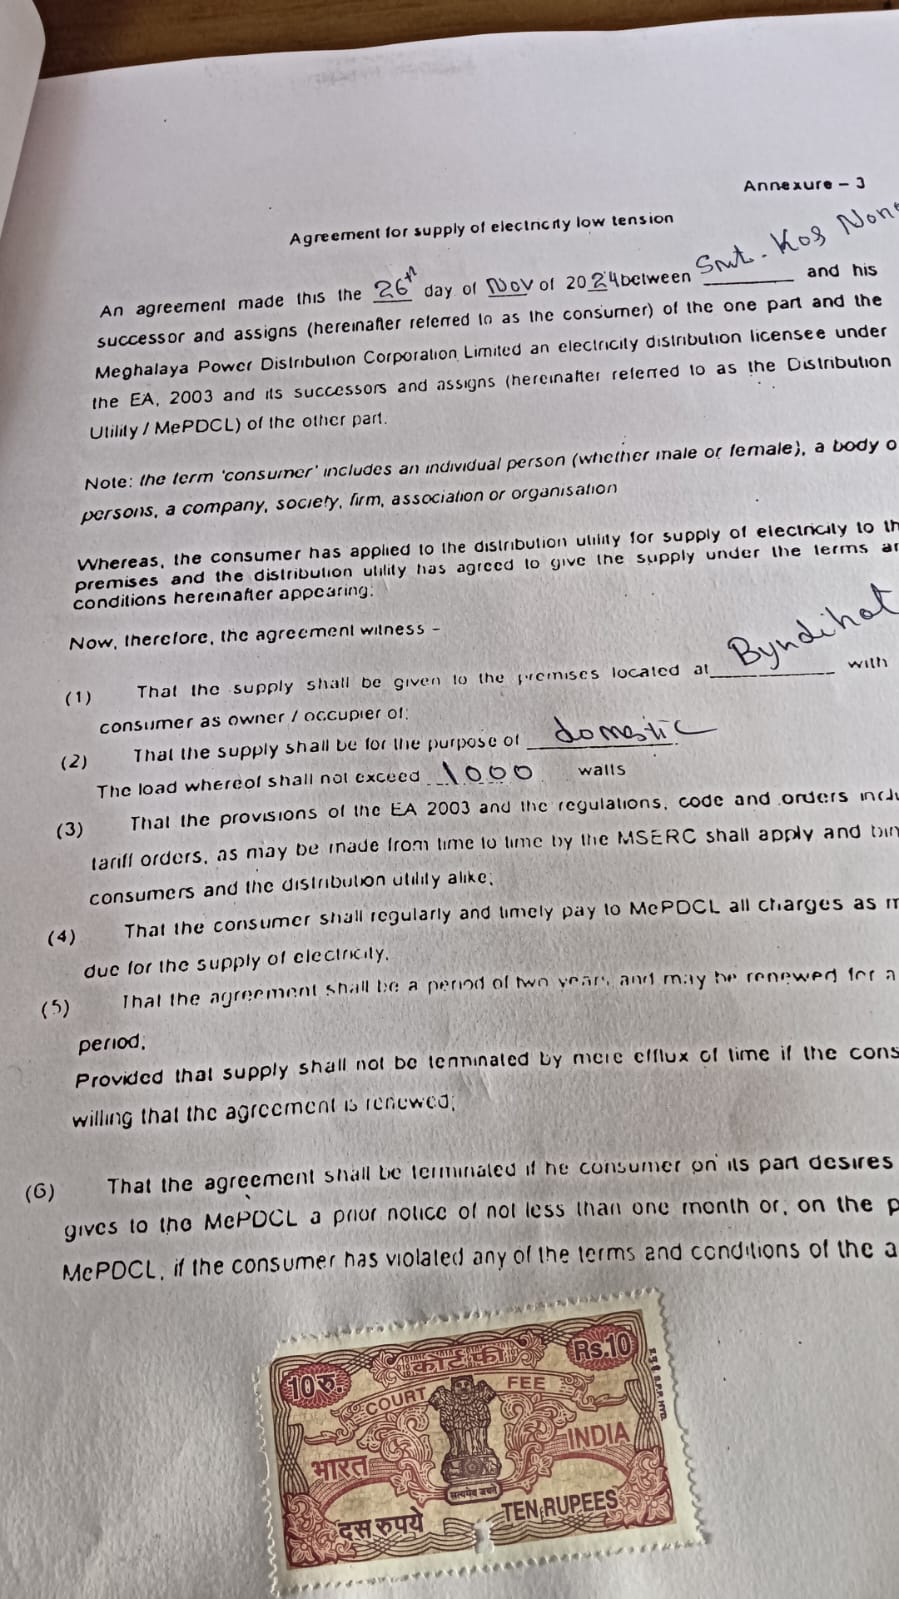 Annexure - J
Agreement for supply of electricity low tension
An agreement made this the 26th day of Nov of 2024 between Smt. Kos and his
successor and assigns (hereinafter referred to as the consumer) of the one part and the
Meghalaya Power Distribution Corporation Limited an electricity distribution licensee under
the EA, 2003 and its successors and assigns (hereinafter referred to as the Distribution
Utility / MePDCL) of the other part.
Note: the term 'consumer' includes an individual person (whether male or female), a body o
persons, a company, society, firm, association or organisation
Whereas, the consumer has applied to the distribution utility for supply of electricity to th
premises and the distribution utility has agreed to give the supply under the terms an
conditions hereinafter appearing:
Now, therefore, the agreement witness -
(1) That the supply shall be given to the premises located at Byndihat with
consumer as owner / occupier of:
(2) That the supply shall be for the purpose of domestic
The load whereof shall not exceed 1000 watts
(3) That the provisions of the EA 2003 and the regulations, code and orders inclu
tariff orders, as may be made from time to time by the MSERC shall apply and bin
consumers and the distribution utility alike;
(4) That the consumer shall regularly and timely pay to MePDCL all charges as m
due for the supply of electricity.
(5) That the agreement shall be a period of two years and may be renewed for a
period;
Provided that supply shall not be terminated by mere efflux of time if the cons
willing that the agreement is renewed;
(6) That the agreement shall be terminated if he consumer on its part desires
gives to the MePDCL a prior notice of not less than one month or, on the p
MePDCL, if the consumer has violated any of the terms and conditions of the a
कोर्ट फी
10रु. Rs.10
COURT FEE
भारत INDIA
सत्यमेव जयते
दस रुपये TEN RUPEES